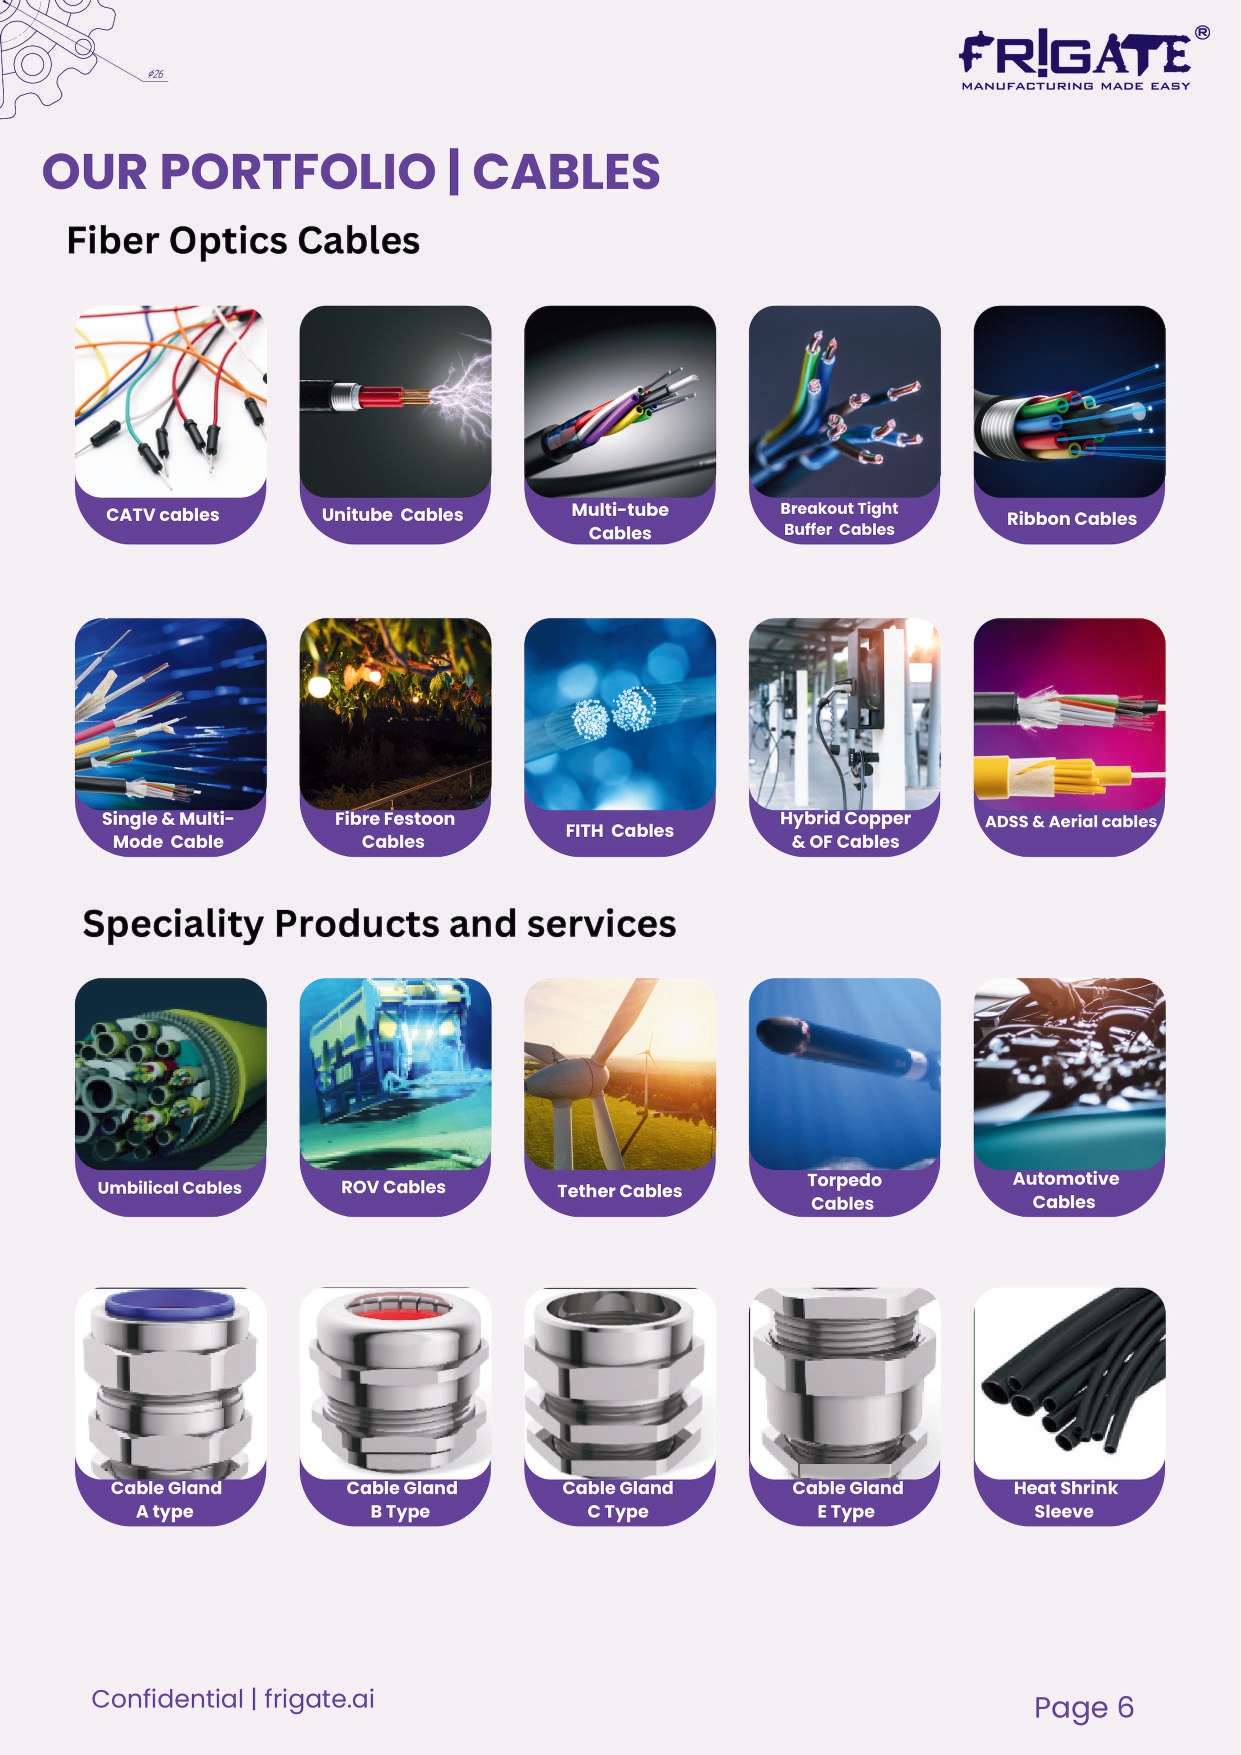 ø26
FR!GATE®
MANUFACTURING MADE EASY
OUR PORTFOLIO | CABLES
Fiber Optics Cables
CATV cables
Unitube Cables
Multi-tube
Cables
Breakout Tight
Buffer Cables
Ribbon Cables
Single & Multi-
Mode Cable
Fibre Festoon
Cables
FITH Cables
Hybrid Copper
& OF Cables
ADSS & Aerial cables
Speciality Products and services
Umbilical Cables
ROV Cables
Tether Cables
Torpedo
Cables
Automotive
Cables
Cable Gland
A type
Cable Gland
B Type
Cable Gland
C Type
Cable Gland
E Type
Heat Shrink
Sleeve
Confidential | frigate.ai
Page 6